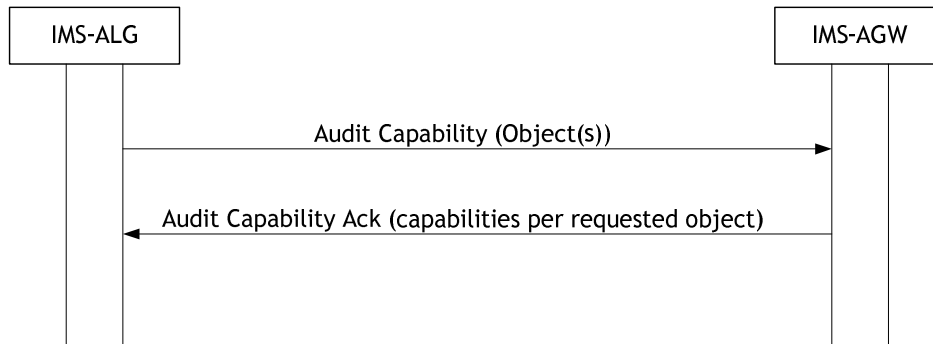 IMS-ALG
IMS-AGW
Audit Capability (Object(s))
Audit Capability Ack (capabilities per requested object)